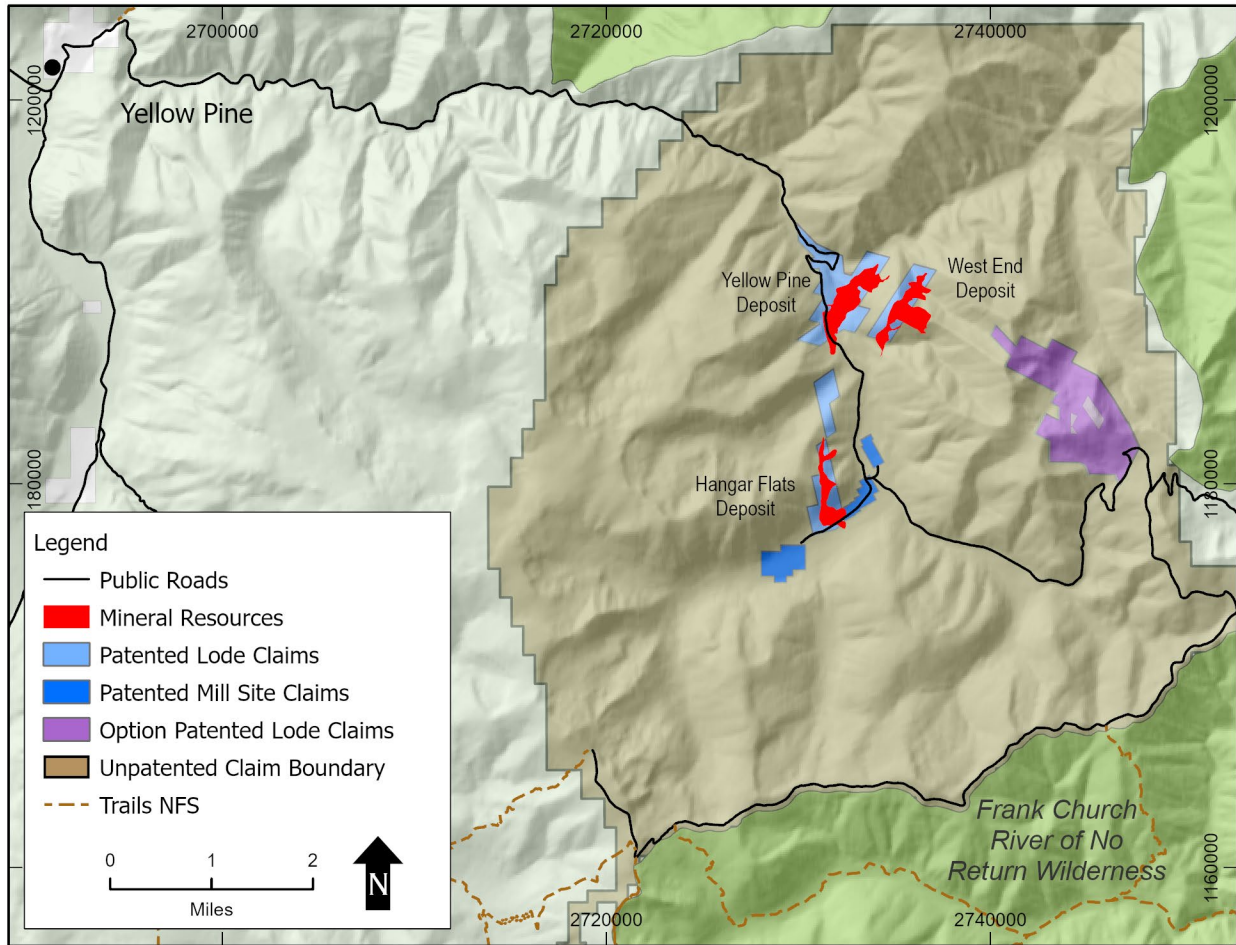 2700000
2720000
2740000
1200000
1200000
Yellow Pine
Yellow Pine
Deposit
West End
Deposit
Hangar Flats
Deposit
180000
1180000
Legend
Public Roads
Mineral Resources
Patented Lode Claims
Patented Mill Site Claims
Option Patented Lode Claims
Unpatented Claim Boundary
Trails NFS
0 1 2
Miles
N
Frank Church
River of No
Return Wilderness
1160000
2720000
2740000